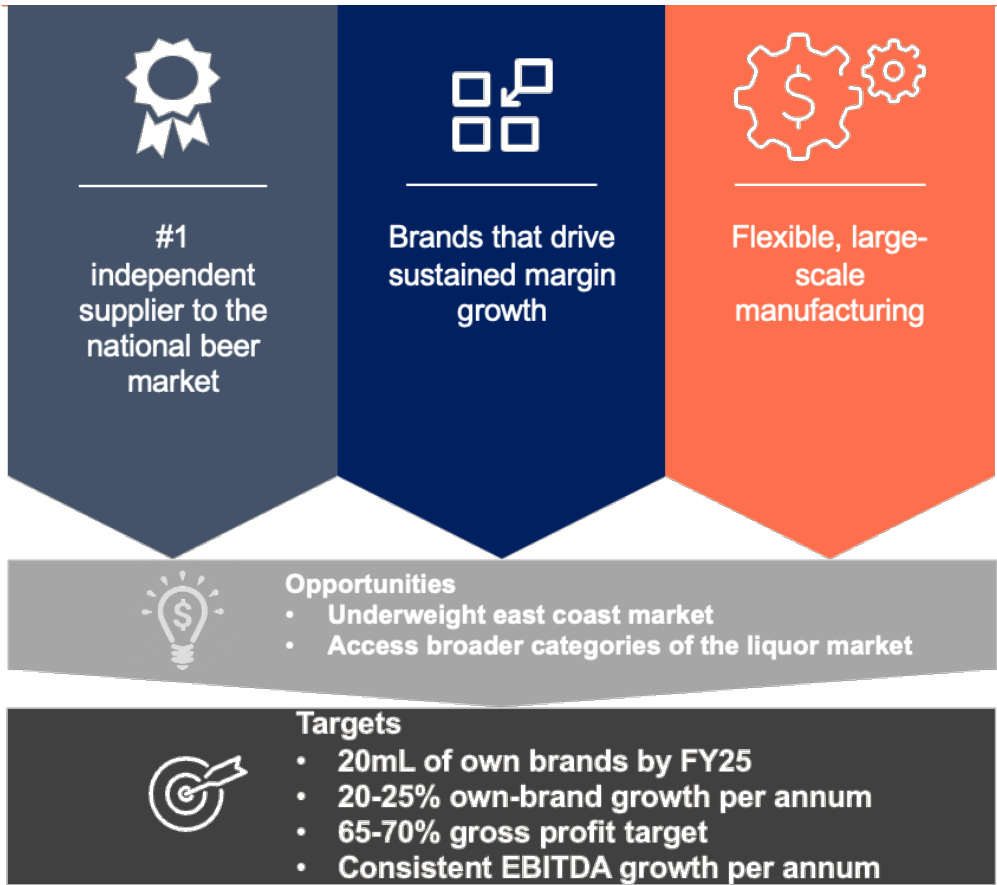 #1
independent
supplier to the
national beer
market
Brands that drive
sustained margin
growth
Flexible, large-
scale
manufacturing
Opportunities
• Underweight east coast market
• Access broader categories of the liquor market
Targets
• 20mL of own brands by FY25
• 20-25% own-brand growth per annum
• 65-70% gross profit target
• Consistent EBITDA growth per annum